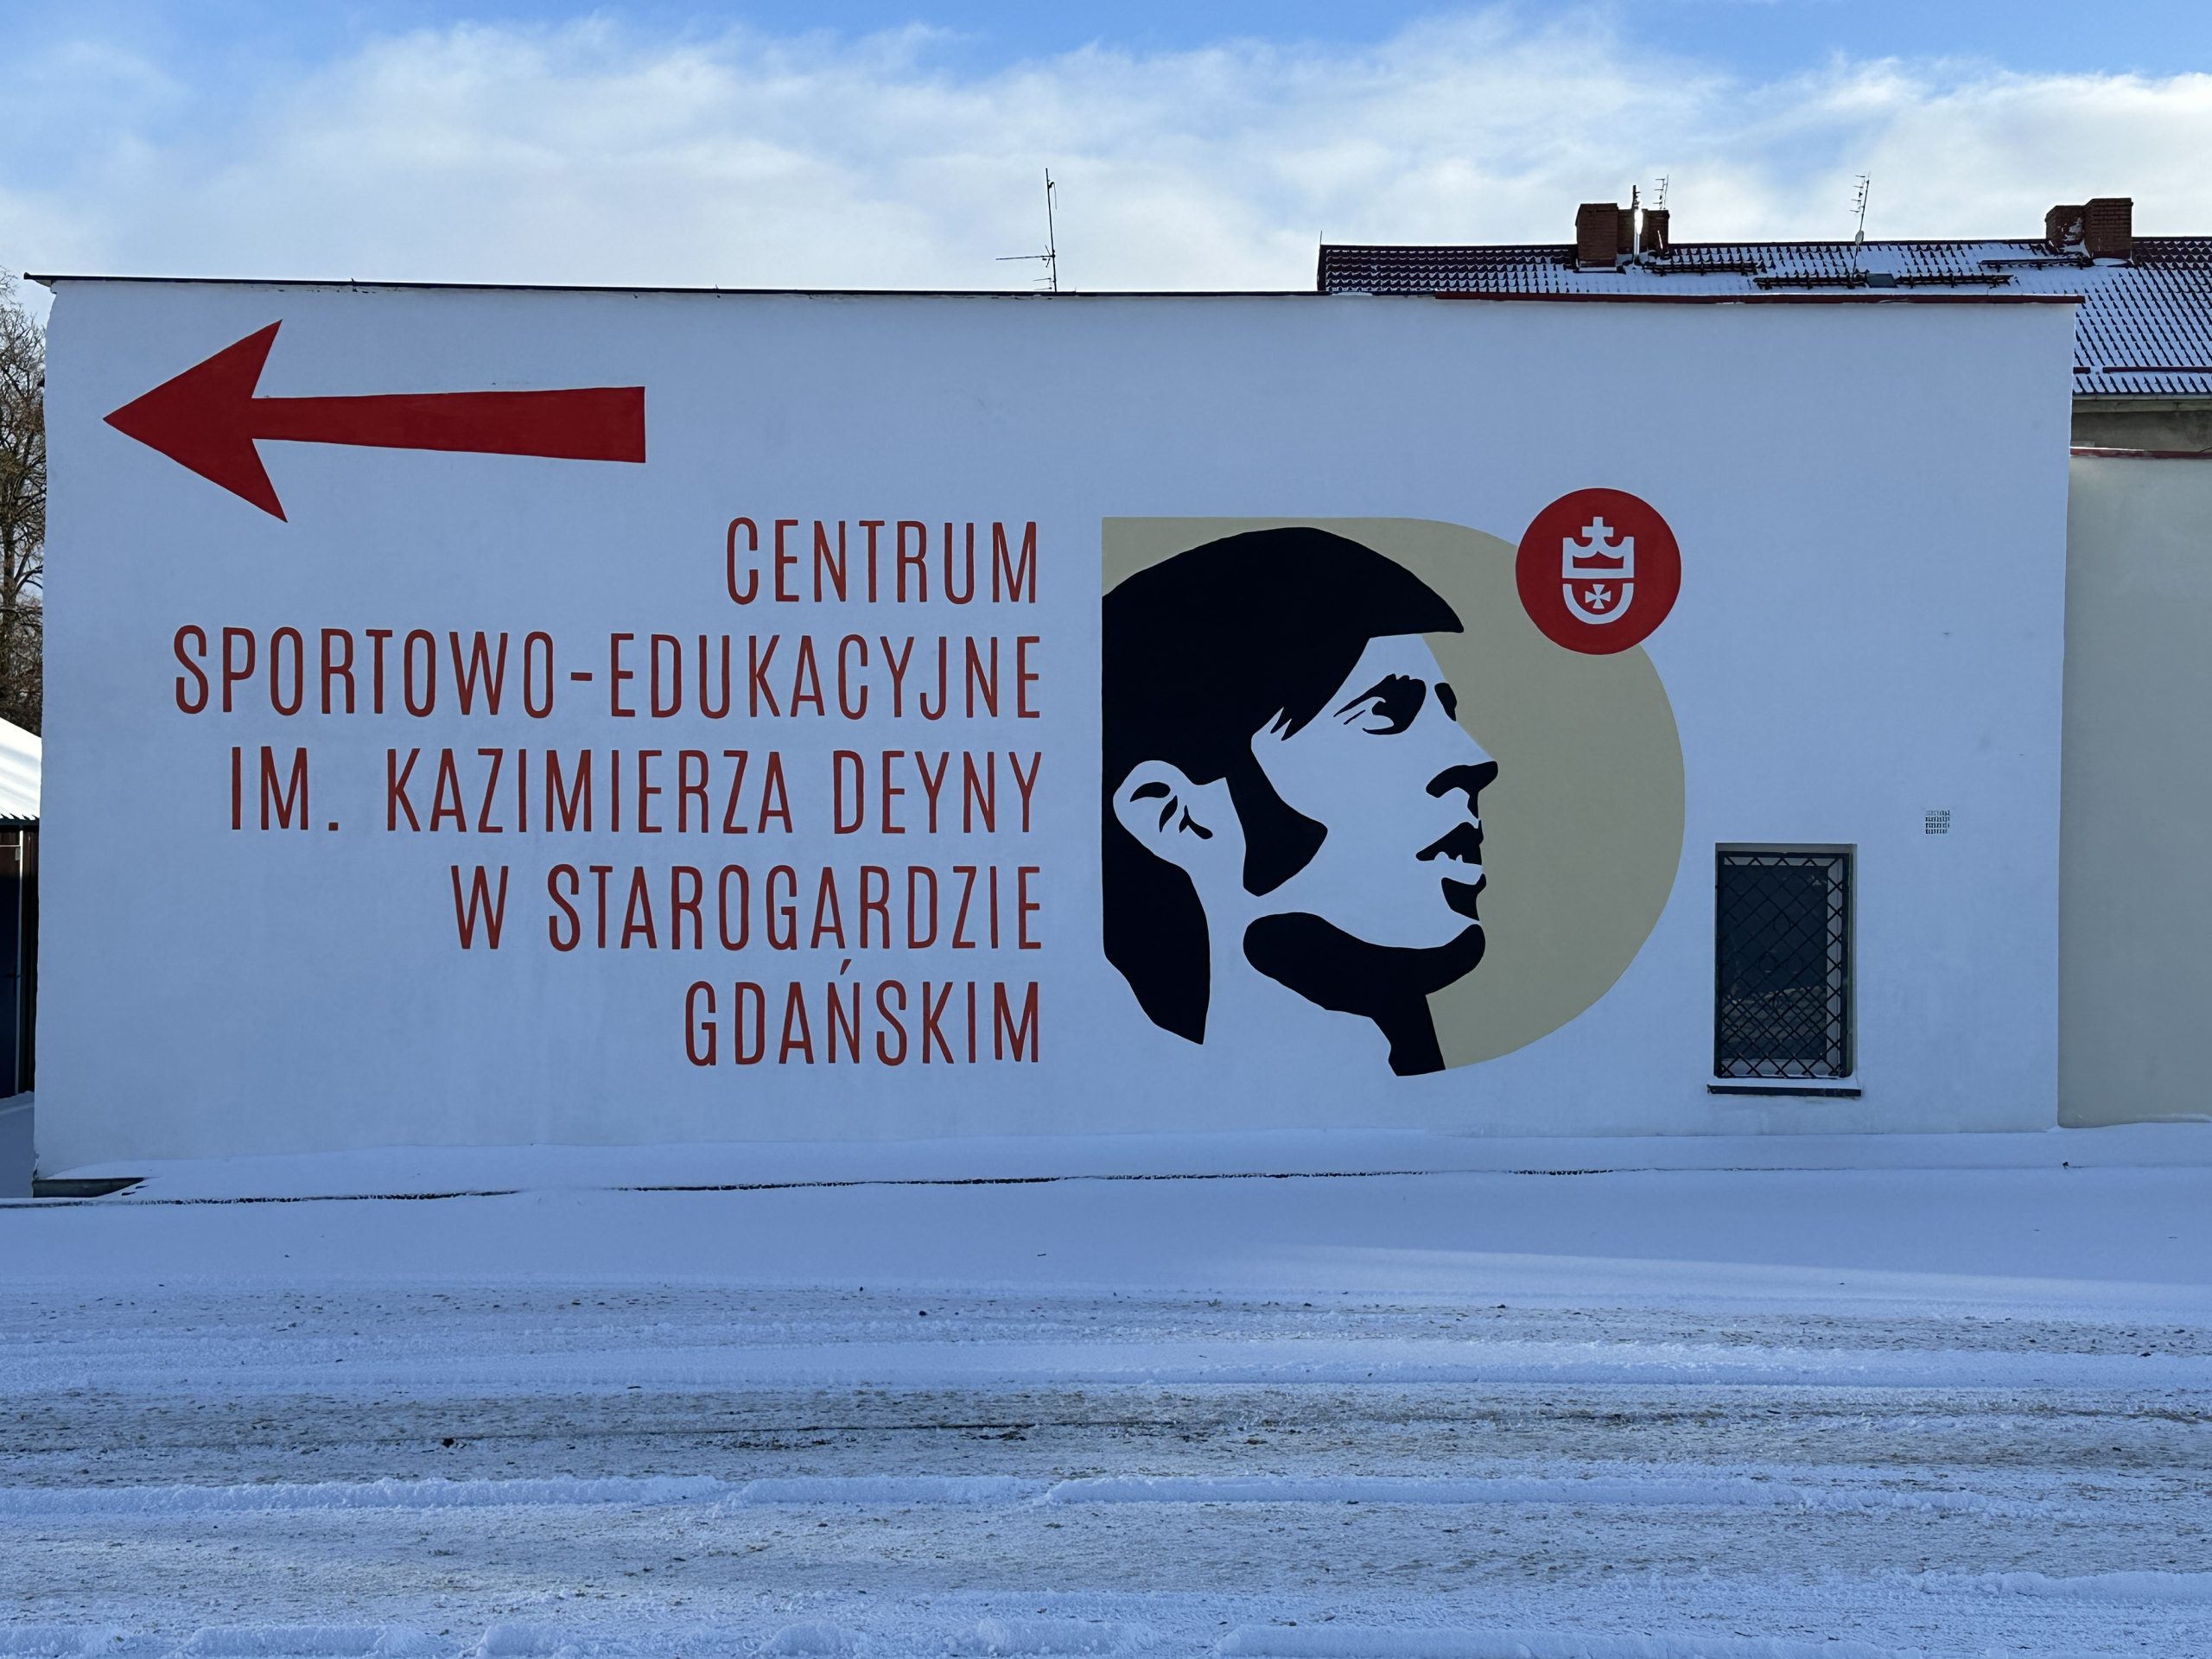 CENTRUM
SPORTOWO-EDUKACYJNE
IM. KAZIMIERZA DEYNY
W STAROGARDZIE
GDAŃSKIM